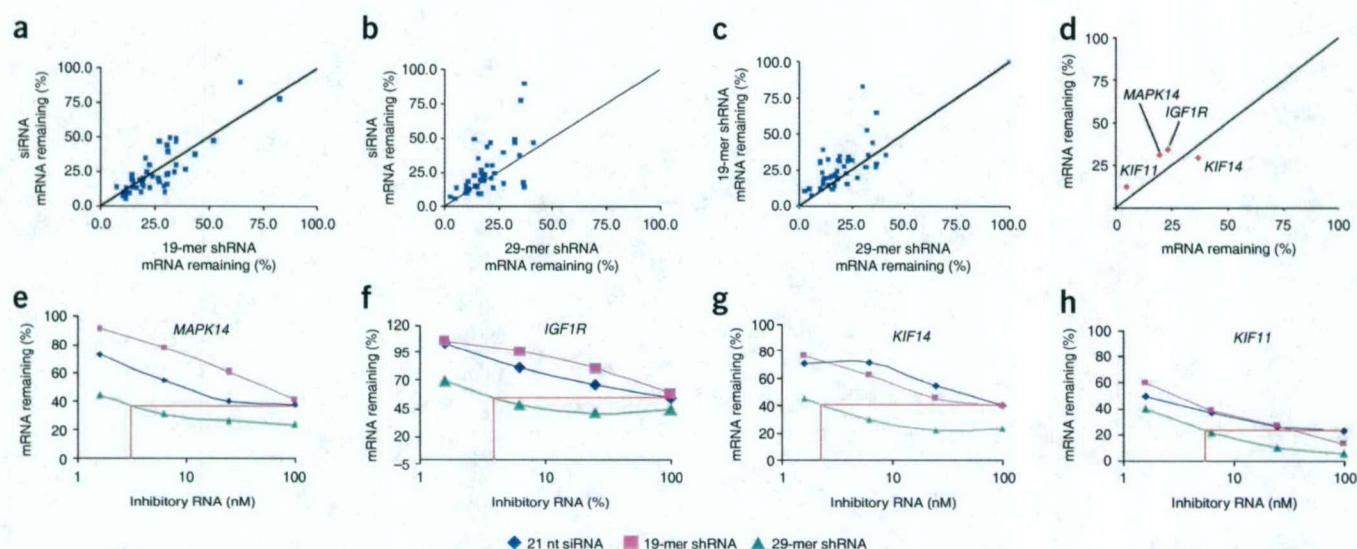 a
siRNA
mRNA remaining (%)
100.0
75.0
50.0
25.0
0.0
0.0
25.0
50.0
75.0
100.0
19-mer shRNA
mRNA remaining (%)
b
siRNA
mRNA remaining (%)
100.0
75.0
50.0
25.0
0.0
0.0
25.0
50.0
75.0
100.0
29-mer shRNA
mRNA remaining (%)
c
19-mer shRNA
mRNA remaining (%)
100.0
75.0
50.0
25.0
0.0
0.0
25.0
50.0
75.0
100.0
29-mer shRNA
mRNA remaining (%)
d
mRNA remaining (%)
100
75
50
25
MAPK14
IGF1R
KIF11
KIF14
0
25
50
75
100
mRNA remaining (%)
e
MAPK14
mRNA remaining (%)
100
80
60
40
20
0
1
10
100
Inhibitory RNA (nM)
f
IGF1R
mRNA remaining (%)
120
95
70
45
20
–5
1
10
100
Inhibitory RNA (%)
g
KIF14
mRNA remaining (%)
100
80
60
40
20
0
1
10
100
Inhibitory RNA (nM)
h
KIF11
mRNA remaining (%)
100
80
60
40
20
0
1
10
100
Inhibitory RNA (nM)
21 nt siRNA
19-mer shRNA
29-mer shRNA